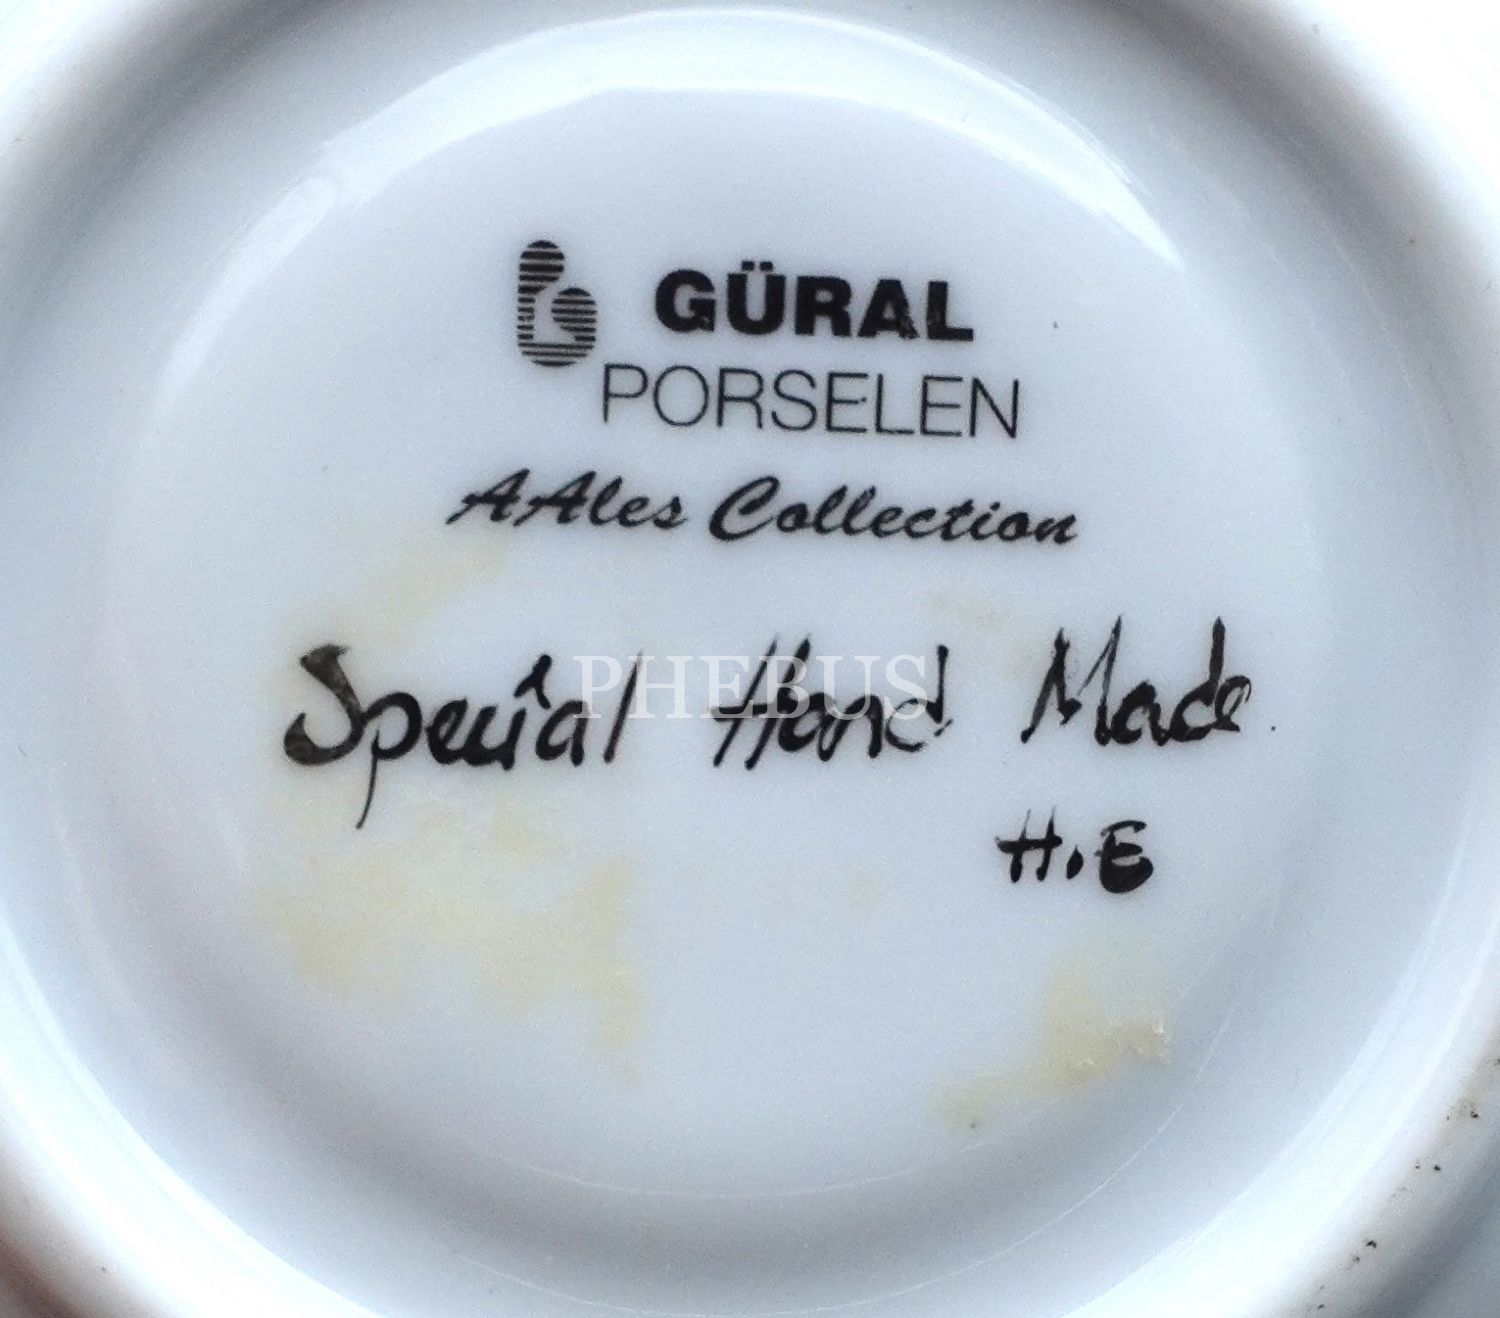 GÜRAL
PORSELEN
AAles Collection
Special Hand Made
PHEBUS
H.E